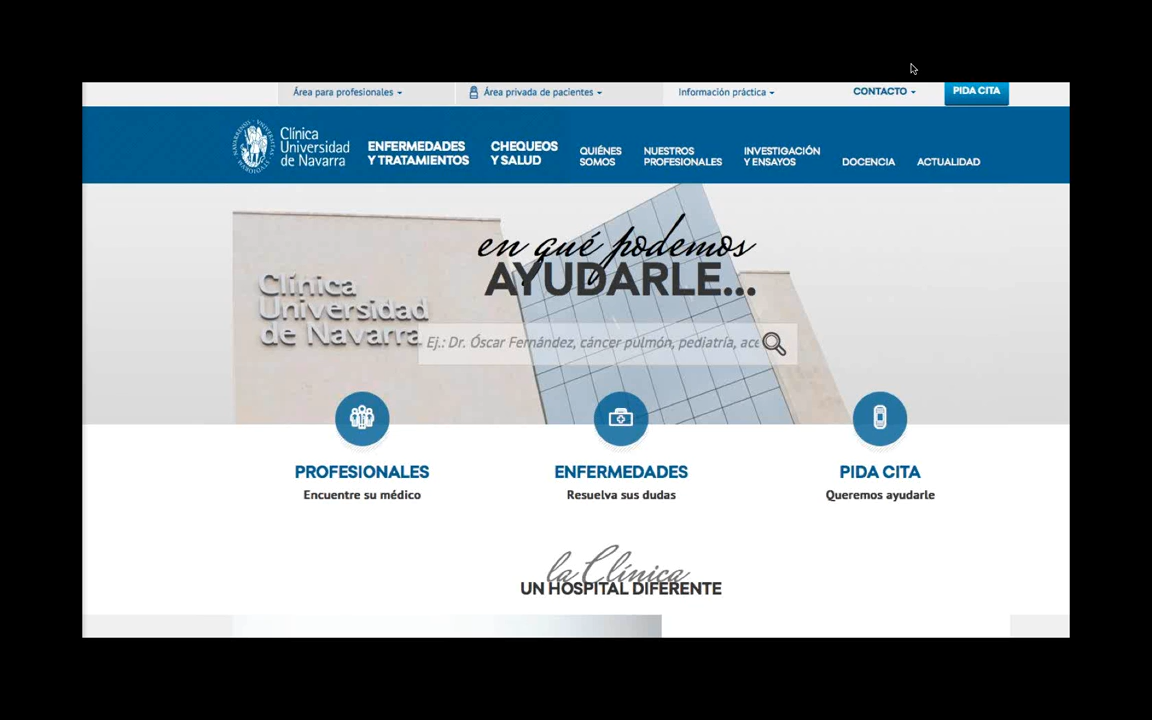 Área para profesionales
Área privada de pacientes
Información práctica
CONTACTO
PIDA CITA
Clínica
Universidad
de Navarra
ENFERMEDADES
Y TRATAMIENTOS
CHEQUEOS
Y SALUD
QUIÉNES
SOMOS
NUESTROS
PROFESIONALES
INVESTIGACIÓN
Y ENSAYOS
DOCENCIA
ACTUALIDAD
en qué podemos
AYUDARLE...
Clínica
Universidad
de Navarra
Ej.: Dr. Óscar Fernández, cáncer pulmón, pediatría, ace
PROFESIONALES
Encuentre su médico
ENFERMEDADES
Resuelva sus dudas
PIDA CITA
Queremos ayudarle
la Clínica
UN HOSPITAL DIFERENTE